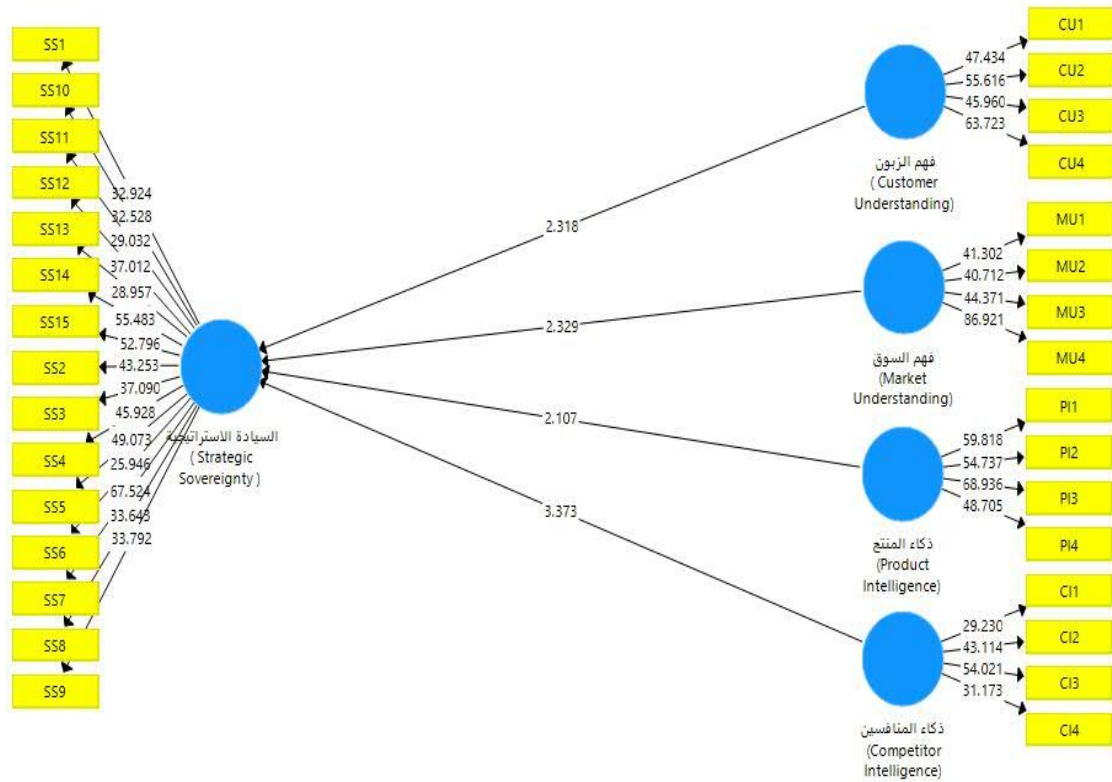 SS1
SS10
SS11
SS12
SS13
SS14
SS15
SS2
SS3
SS4
SS5
SS6
SS7
SS8
SS9
32.924
32.528
29.032
37.012
28.957
55.483
52.796
43.253
37.090
45.928
49.073
25.946
67.524
33.643
33.792
السيادة الاستراتيجية
( Strategic
Sovereignty )
2.318
2.329
2.107
3.373
فهم الزبون
( Customer
Understanding)
47.434
55.616
45.960
63.723
CU1
CU2
CU3
CU4
فهم السوق
(Market
Understanding)
41.302
40.712
44.371
86.921
MU1
MU2
MU3
MU4
ذكاء المنتج
(Product
Intelligence)
59.818
54.737
68.936
48.705
PI1
PI2
PI3
PI4
ذكاء المنافسين
(Competitor
Intelligence)
29.230
43.114
54.021
31.173
CI1
CI2
CI3
CI4